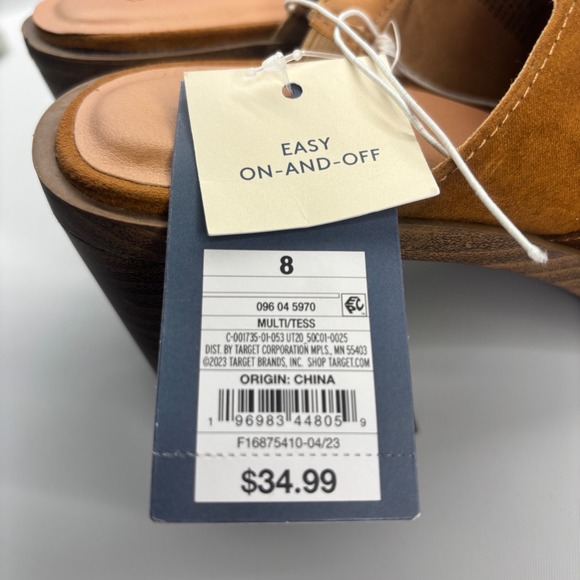 EASY
ON-AND-OFF
8
096 04 5970
MULTI/TESS
C-001735-01-053 UT20_50C01-0025
DIST. BY TARGET CORPORATION MPLS., MN 55403
©2023 TARGET BRANDS, INC. SHOP TARGET.COM
ORIGIN: CHINA
1 96983 44805 9
F16875410-04/23
$34.99